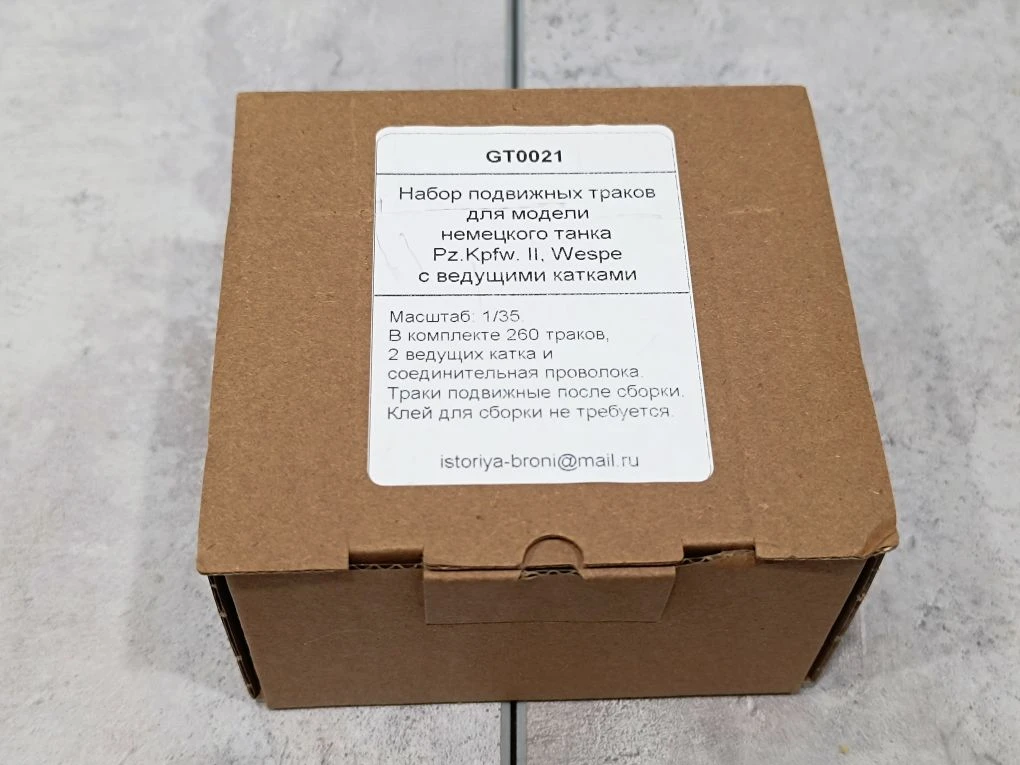 GT0021
Набор подвижных траков
для модели
немецкого танка
Pz.Kpfw. II, Wespe
с ведущими катками
Масштаб: 1/35.
В комплекте 260 траков,
2 ведущих катка и
соединительная проволока.
Траки подвижные после сборки.
Клей для сборки не требуется.
istoriya-broni@mail.ru